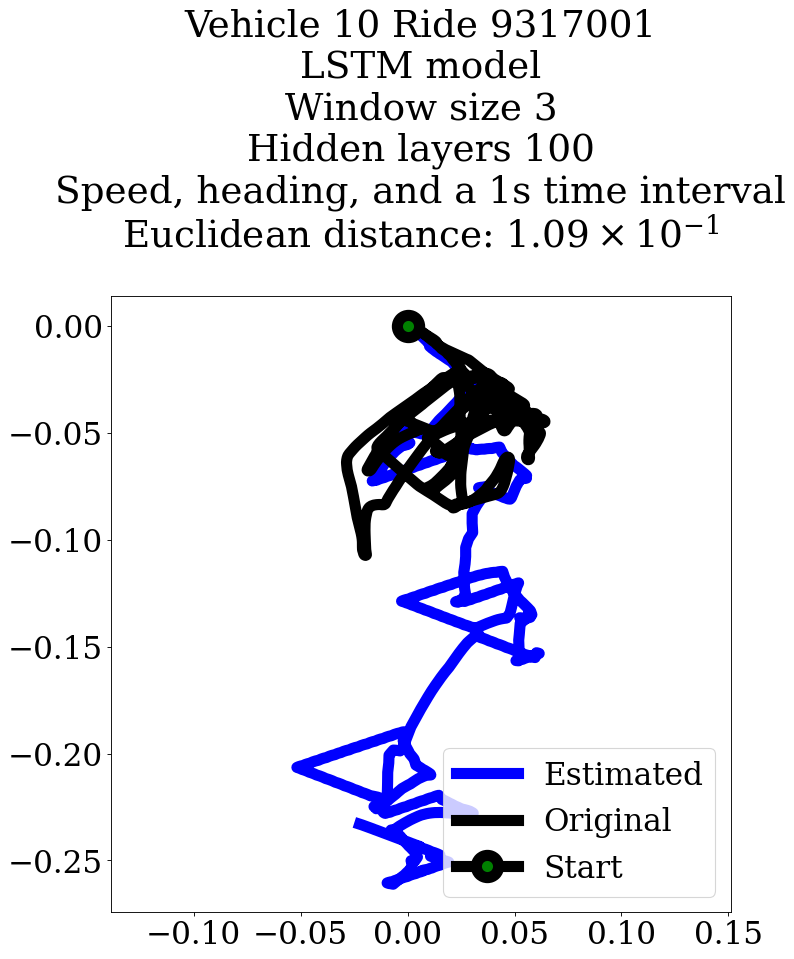 Vehicle 10 Ride 9317001
LSTM model
Window size 3
Hidden layers 100
Speed, heading, and a 1s time interval
Euclidean distance: 1.09 × 10⁻¹
0.00
−0.05
−0.10
−0.15
−0.20
−0.25
Estimated
Original
Start
−0.10 −0.05 0.00 0.05 0.10 0.15